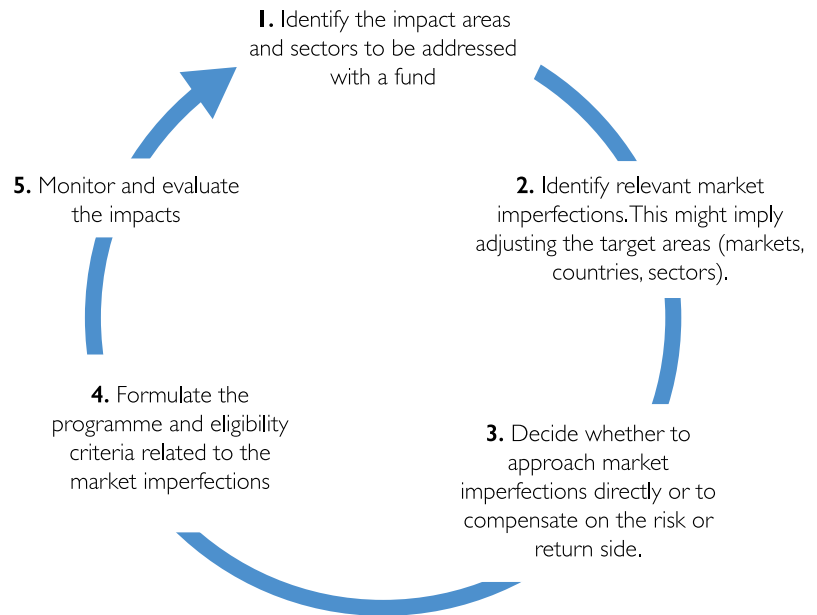 1. Identify the impact areas
and sectors to be addressed
with a fund
2. Identify relevant market
imperfections. This might imply
adjusting the target areas (markets,
countries, sectors).
3. Decide whether to
approach market
imperfections directly or to
compensate on the risk or
return side.
4. Formulate the
programme and eligibility
criteria related to the
market imperfections
5. Monitor and evaluate
the impacts